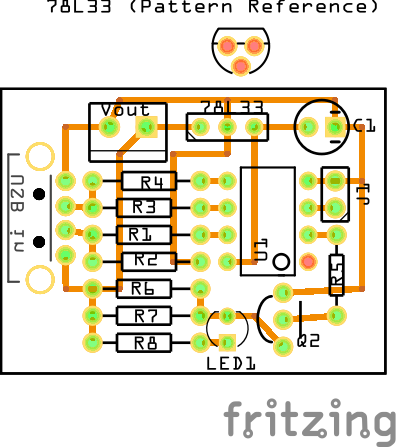 78L33 (Pattern Reference)
Vout
78L33
C1
R4
J1
USB in
R3
R1
U1
R2
R5
R6
R7
R8
Q2
LED1
fritzing